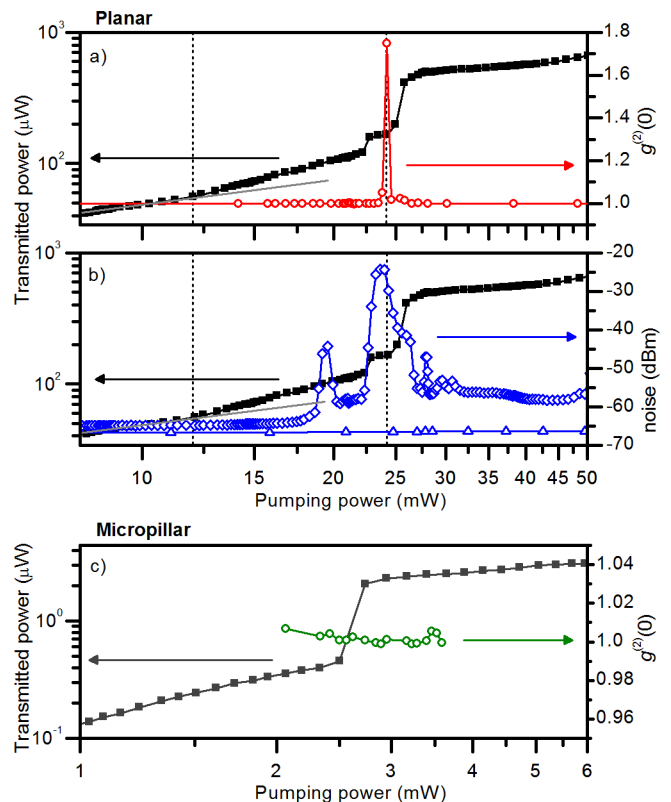 Planar
a)
Transmitted power (μW)
10³
10²
1.8
1.6
1.4
1.2
1.0
g⁽²⁾(0)
b)
Transmitted power (μW)
10³
10²
-20
-30
-40
-50
-60
-70
noise (dBm)
10 15 20 25 30 35 40 45 50
Pumping power (mW)
Micropillar
c)
Transmitted power (μW)
10⁰
10⁻¹
1.04
1.02
1.00
0.98
0.96
g⁽²⁾(0)
1 2 3 4 5 6
Pumping power (mW)